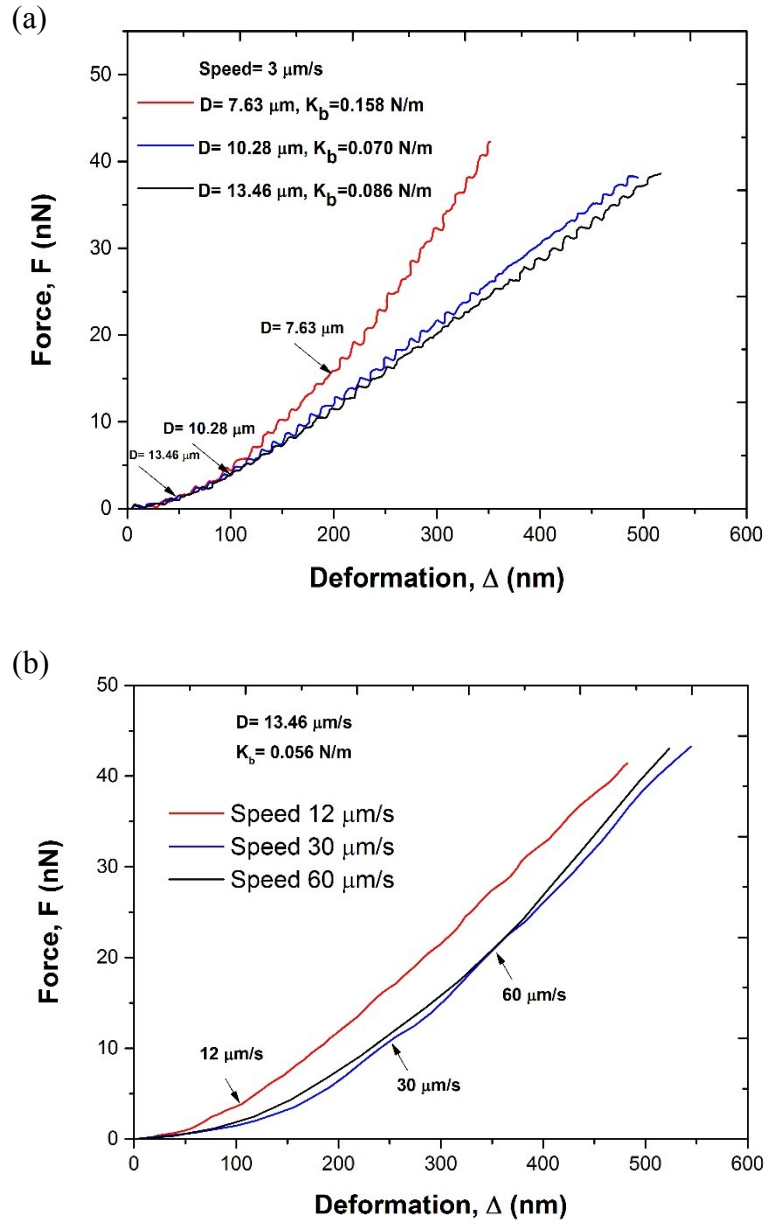 (a)
50
40
30
20
10
0
Force, F (nN)
Speed= 3 μm/s
D= 7.63 μm, Kb=0.158 N/m
D= 10.28 μm, Kb=0.070 N/m
D= 13.46 μm, Kb=0.086 N/m
D= 7.63 μm
D= 10.28 μm
D= 13.46 μm
0 100 200 300 400 500 600
Deformation, Δ (nm)
(b)
50
40
30
20
10
0
Force, F (nN)
D= 13.46 μm/s
Kb= 0.056 N/m
Speed 12 μm/s
Speed 30 μm/s
Speed 60 μm/s
12 μm/s
60 μm/s
30 μm/s
0 100 200 300 400 500 600
Deformation, Δ (nm)